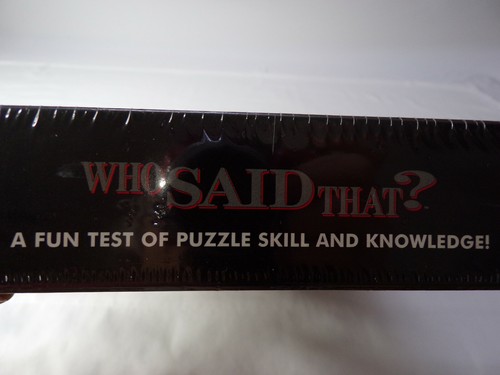 WHO SAID THAT?
A FUN TEST OF PUZZLE SKILL AND KNOWLEDGE!